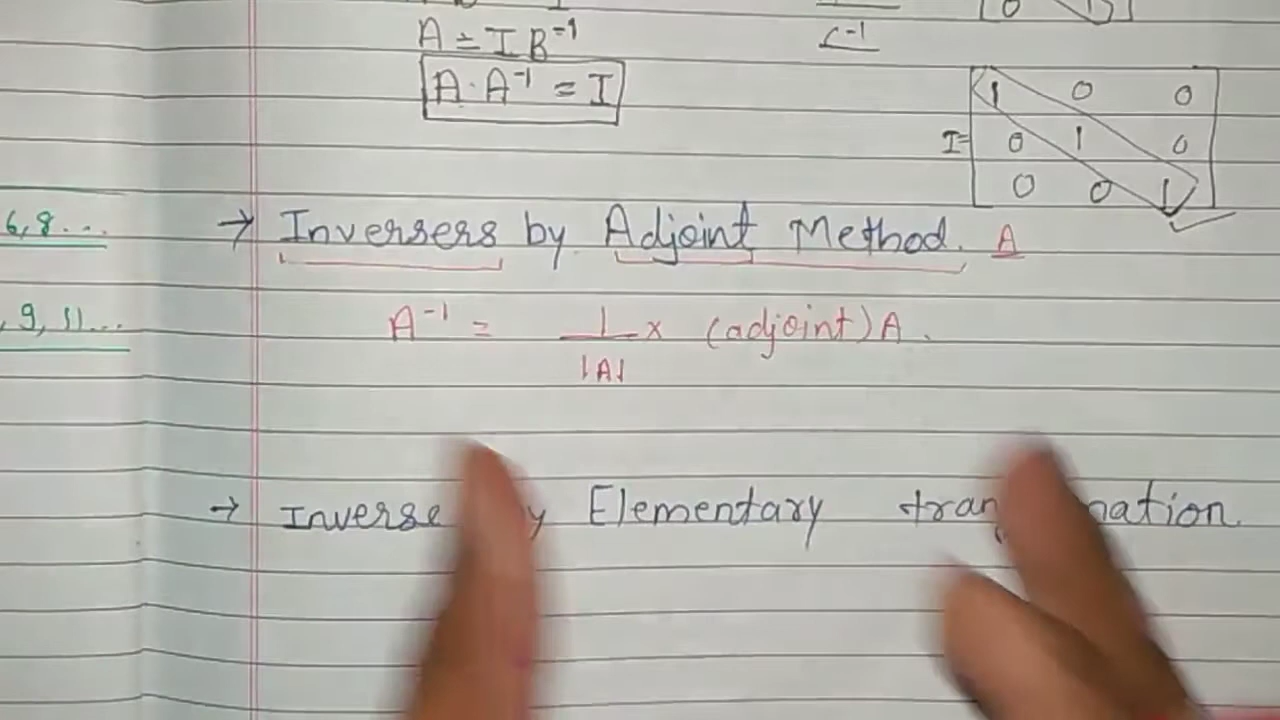 A = I B⁻¹
A · A⁻¹ = I
C⁻¹
1 0 0
I= 0 1 0
0 0 1
6,8...
→ Inversers by Adjoint Method. A
, 9, 11...
A⁻¹ = 1/|A| x (adjoint) A.
→ Inverse Elementary